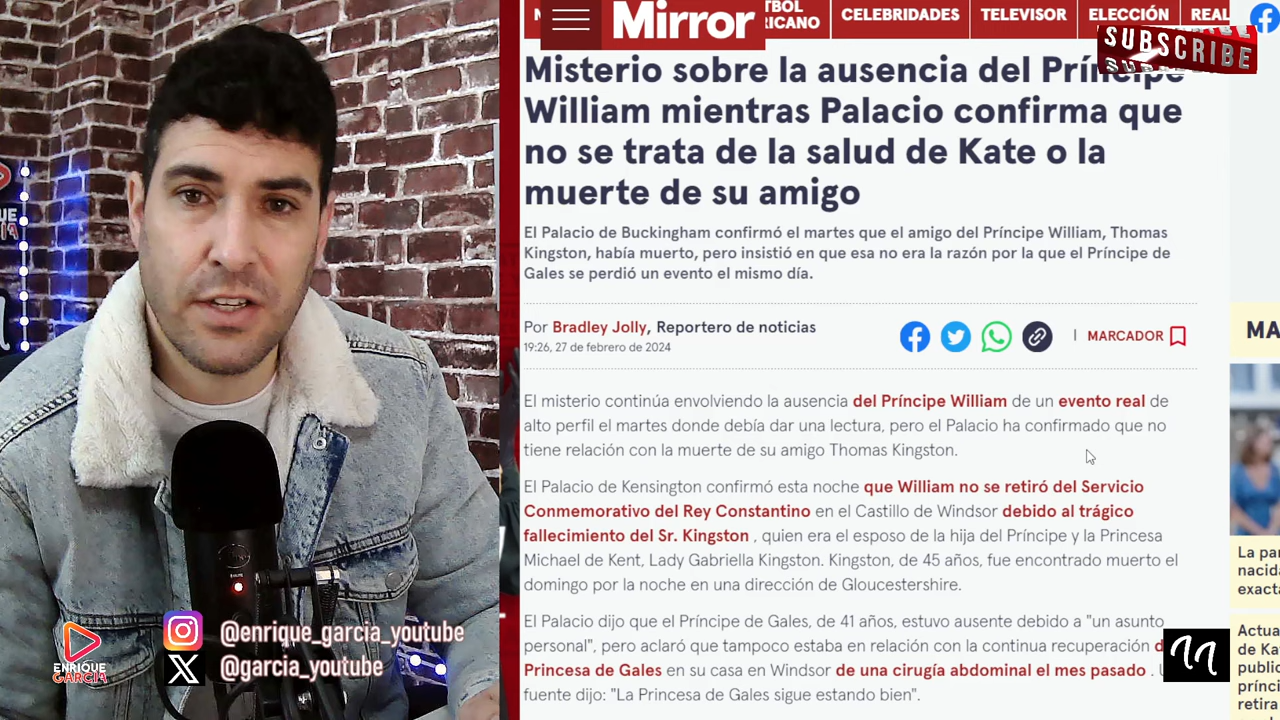 Mirror
CELEBRIDADES
TELEVISOR
ELECCIÓN
REAL
SUBSCRIBE
Misterio sobre la ausencia del Príncipe
William mientras Palacio confirma que
no se trata de la salud de Kate o la
muerte de su amigo
El Palacio de Buckingham confirmó el martes que el amigo del Príncipe William, Thomas
Kingston, había muerto, pero insistió en que esa no era la razón por la que el Príncipe de
Gales se perdió un evento el mismo día.
Por Bradley Jolly, Reportero de noticias
19:26, 27 de febrero de 2024
MARCADOR
El misterio continúa envolviendo la ausencia del Príncipe William de un evento real de
alto perfil el martes donde debía dar una lectura, pero el Palacio ha confirmado que no
tiene relación con la muerte de su amigo Thomas Kingston.
El Palacio de Kensington confirmó esta noche que William no se retiró del Servicio
Conmemorativo del Rey Constantino en el Castillo de Windsor debido al trágico
fallecimiento del Sr. Kingston , quien era el esposo de la hija del Príncipe y la Princesa
Michael de Kent, Lady Gabriella Kingston. Kingston, de 45 años, fue encontrado muerto el
domingo por la noche en una dirección de Gloucestershire.
El Palacio dijo que el Príncipe de Gales, de 41 años, estuvo ausente debido a "un asunto
personal", pero aclaró que tampoco estaba en relación con la continua recuperación
Princesa de Gales en su casa en Windsor de una cirugía abdominal el mes pasado .
fuente dijo: "La Princesa de Gales sigue estando bien".
La
nacid
exacta
Actua
de Ka
public
prínci
retira
@enrique_garcia_youtube
@garcia_youtube
ENRIQUE
GARCIA